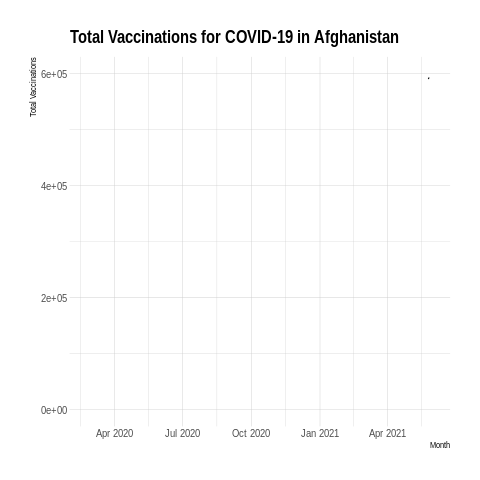 Total Vaccinations for COVID-19 in Afghanistan
Total Vaccinations
6e+05
4e+05
2e+05
0e+00
Apr 2020 Jul 2020 Oct 2020 Jan 2021 Apr 2021
Month